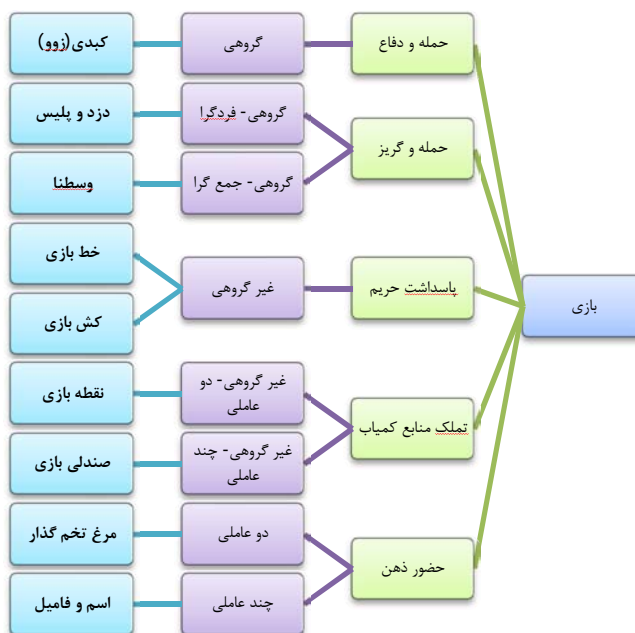 بازی
حمله و دفاع
گروهی
کبدی(زوو)
حمله و گریز
گروهی- فردگرا
دزد و پلیس
گروهی- جمع گرا
وسطنا
پاسداشت حریم
غیر گروهی
خط بازی
کش بازی
تملک منابع کمیاب
غیر گروهی- دو
عاملی
نقطه بازی
غیر گروهی- چند
عاملی
صندلی بازی
حضور ذهن
دو عاملی
مرغ تخم گذار
چند عاملی
اسم و فامیل